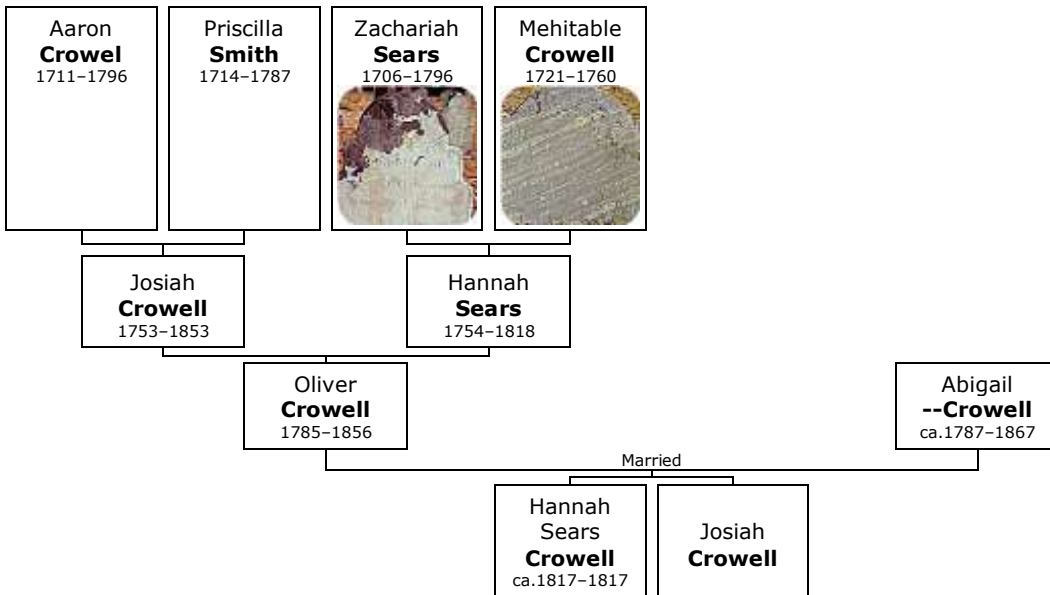 Aaron
Crowel
1711–1796
Priscilla
Smith
1714–1787
Zachariah
Sears
1706–1796
Mehitable
Crowell
1721–1760
Josiah
Crowell
1753–1853
Hannah
Sears
1754–1818
Oliver
Crowell
1785–1856
Abigail
--Crowell
ca.1787–1867
Married
Hannah
Sears
Crowell
ca.1817–1817
Josiah
Crowell